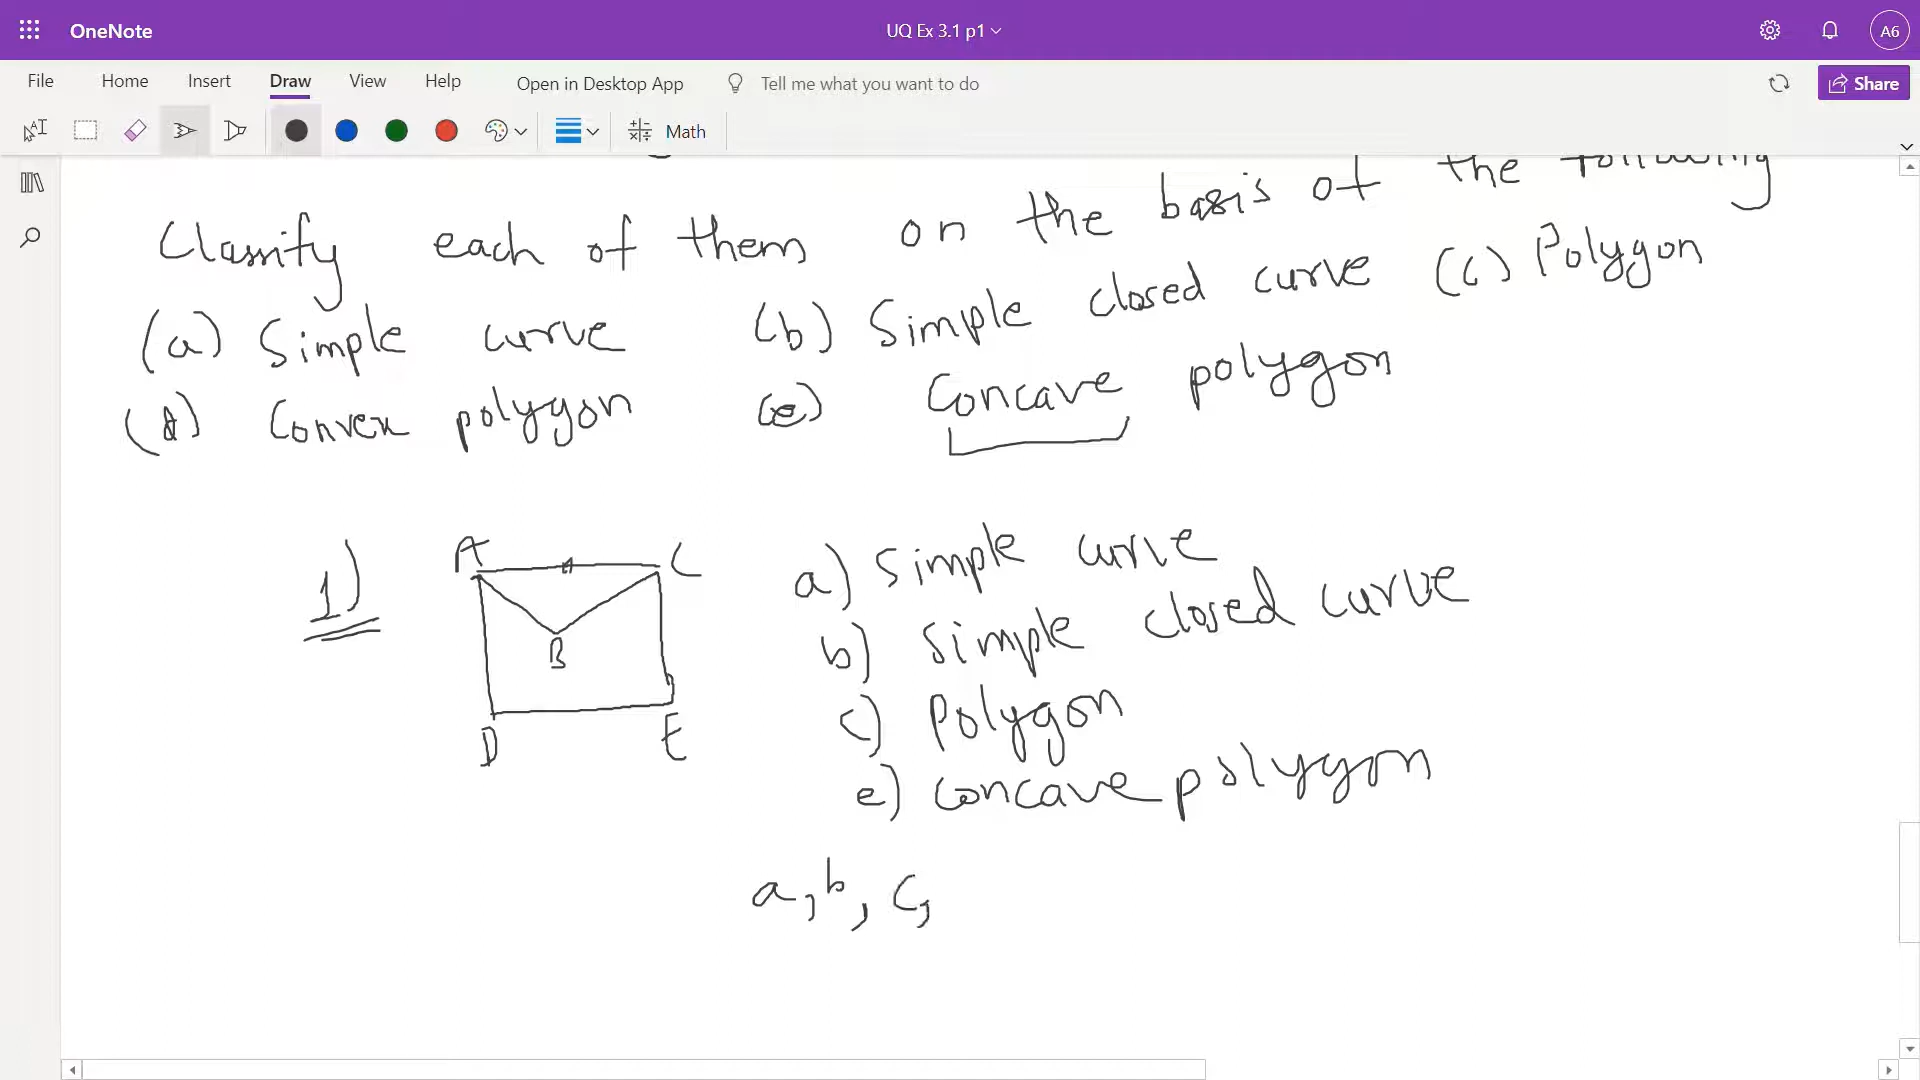 OneNote
UQ Ex 3.1 p1
A6
File Home Insert Draw View Help Open in Desktop App Tell me what you want to do
Share
Math
Classify each of them on the basis of the following
(a) Simple curve (b) Simple closed curve (c) Polygon
(d) Convex polygon (e) Concave polygon
1)
A C
B
D E
a) Simple curve
b) Simple closed curve
c) Polygon
e) Concave polygon
a, b, c,